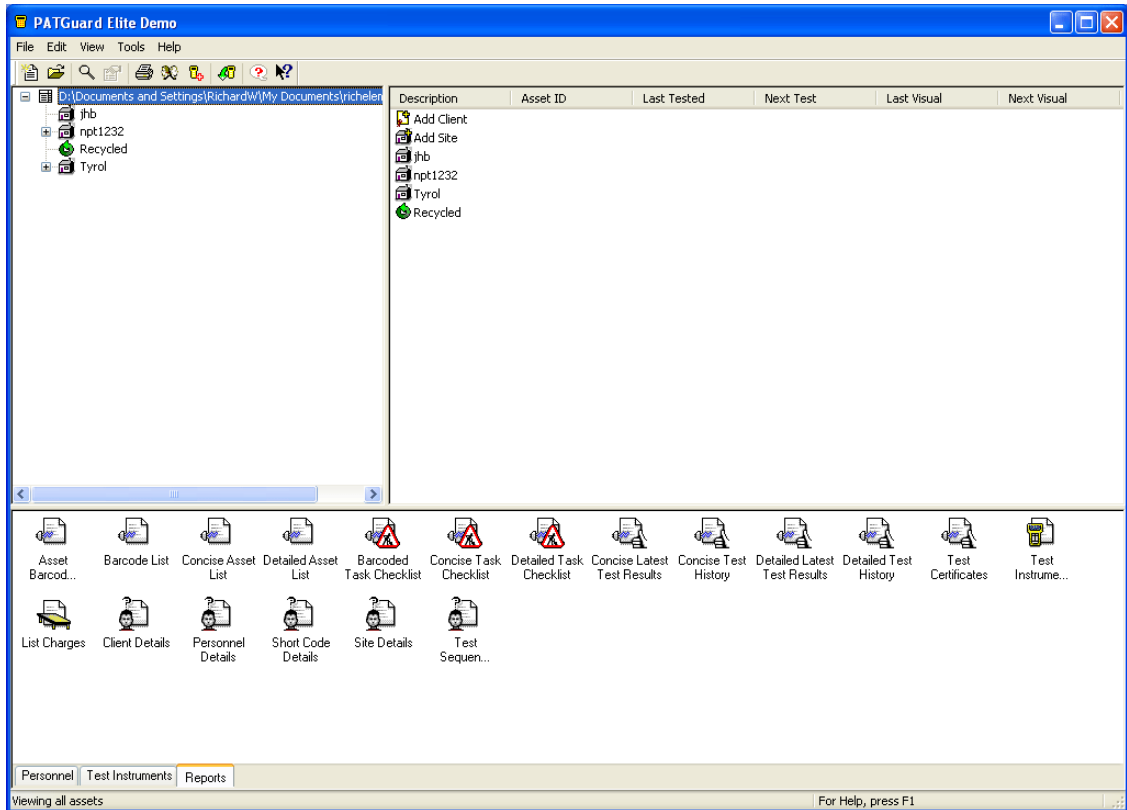 PATGuard Elite Demo
File Edit View Tools Help
D:\Documents and Settings\RichardW\My Documents\richelen
jhb
npt1232
Recycled
Tyrol
Description Asset ID Last Tested Next Test Last Visual Next Visual
Add Client
Add Site
jhb
npt1232
Tyrol
Recycled
Asset Barcod...
Barcode List
Concise Asset List
Detailed Asset List
Barcoded Task Checklist
Concise Task Checklist
Detailed Task Checklist
Concise Latest Test Results
Concise Test History
Detailed Latest Test Results
Detailed Test History
Test Certificates
Test Instrume...
List Charges
Client Details
Personnel Details
Short Code Details
Site Details
Test Sequen...
Personnel Test Instruments Reports
Viewing all assets
For Help, press F1